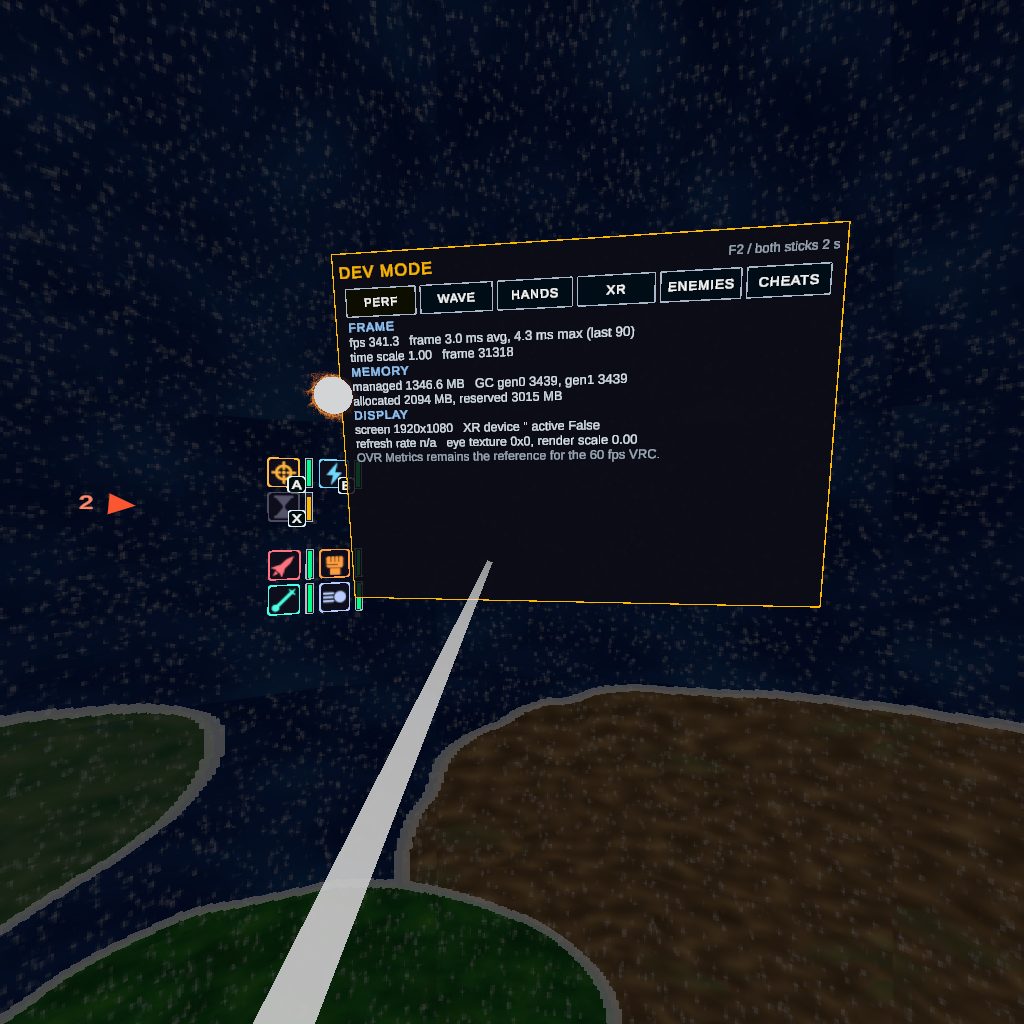 F2 / both sticks 2 s
DEV MODE
PERF WAVE HANDS XR ENEMIES CHEATS
FRAME
fps 341.3 frame 3.0 ms avg, 4.3 ms max (last 90)
time scale 1.00 frame 31318
MEMORY
managed 1346.6 MB GC gen0 3439, gen1 3439
allocated 2094 MB, reserved 3015 MB
DISPLAY
screen 1920x1080 XR device '' active False
refresh rate n/a eye texture 0x0, render scale 0.00
OVR Metrics remains the reference for the 60 fps VRC.
A
B
2
X